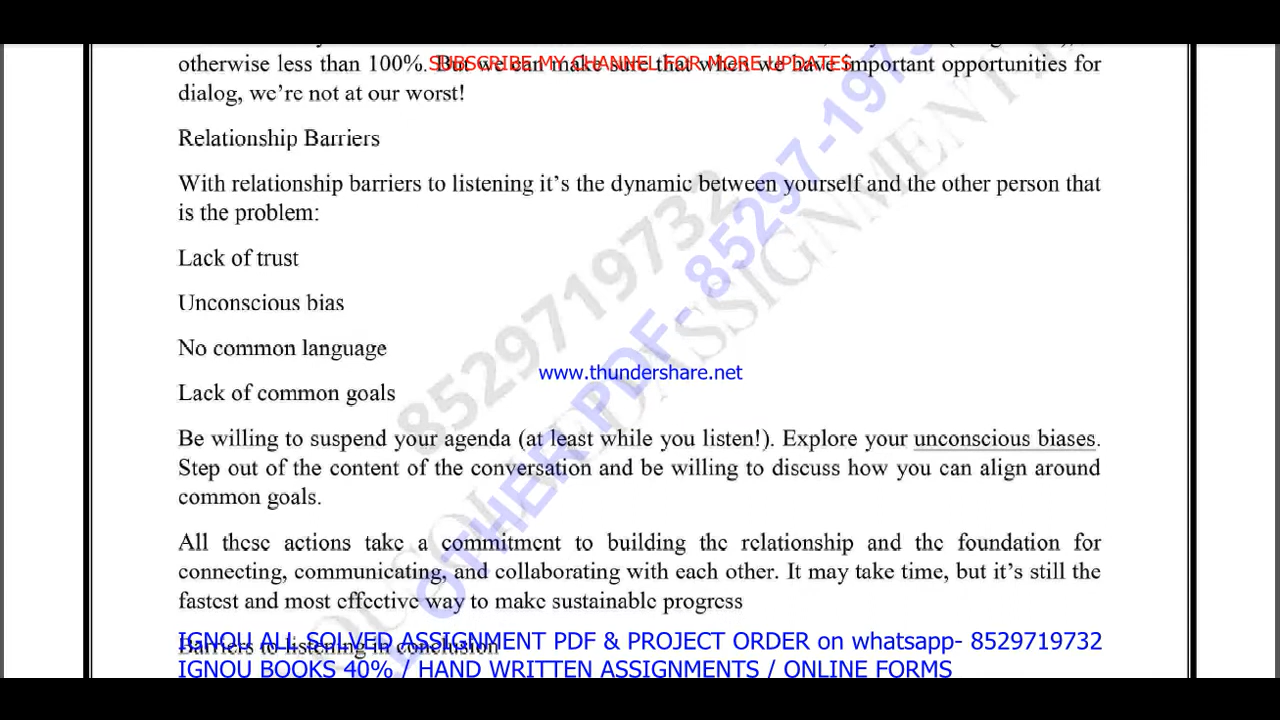 otherwise less than 100%. But we can make sure that when we have important opportunities for
SUBSCRIBE MY CHANNEL FOR MORE UPDATES
dialog, we're not at our worst!
Relationship Barriers
With relationship barriers to listening it's the dynamic between yourself and the other person that
is the problem:
Lack of trust
Unconscious bias
No common language
www.thundershare.net
Lack of common goals
Be willing to suspend your agenda (at least while you listen!). Explore your unconscious biases.
Step out of the content of the conversation and be willing to discuss how you can align around
common goals.
All these actions take a commitment to building the relationship and the foundation for
connecting, communicating, and collaborating with each other. It may take time, but it's still the
fastest and most effective way to make sustainable progress
Barriers to listening in conclusion
IGNOU ALL SOLVED ASSIGNMENT PDF & PROJECT ORDER on whatsapp- 8529719732
IGNOU BOOKS 40% / HAND WRITTEN ASSIGNMENTS / ONLINE FORMS
8529719732
OTHER PDF- 85297-1973